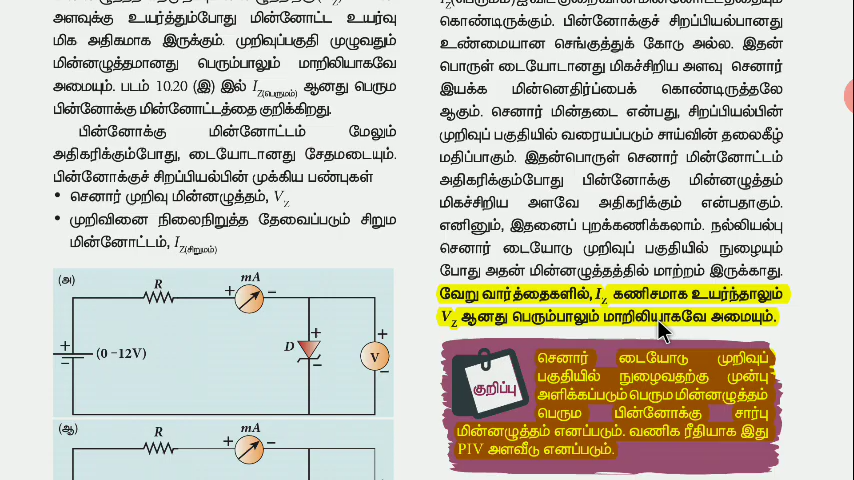 அளவுக்கு உயர்த்தும்போது மின்னோட்ட உயர்வு
மிக அதிகமாக இருக்கும். முறிவுப்பகுதி முழுவதும்
மின்னழுத்தமானது பெரும்பாலும் மாறிலியாகவே
அமையும். படம் 10.20 (இ) இல் I_Z(பெரும) ஆனது பெரும
பின்னோக்கு மின்னோட்டத்தை குறிக்கிறது.
பின்னோக்கு மின்னோட்டம் மேலும்
அதிகரிக்கும்போது, டையோடானது சேதமடையும்.
பின்னோக்குச் சிறப்பியல்பின் முக்கிய பண்புகள்
• செனார் முறிவு மின்னழுத்தம், V_Z
• முறிவினை நிலைநிறுத்த தேவைப்படும் சிறும
மின்னோட்டம், I_Z(சிறும)
(அ)
R
mA
+ −
+
−
(0 –12V)
D
+
−
+
V
−
(ஆ)
R
mA
+ −
கொண்டிருக்கும். பின்னோக்குச் சிறப்பியலானது
உண்மையான செங்குத்துக் கோடு அல்ல. இதன்
பொருள் டையோடானது மிகச்சிறிய அளவு செனார்
இயக்க மின்னெதிர்ப்பைக் கொண்டிருத்தலே
ஆகும். செனார் மின்தடை என்பது, சிறப்பியல்பின்
முறிவுப் பகுதியில் வரையப்படும் சாய்வின் தலைகீழ்
மதிப்பாகும். இதன்பொருள் செனார் மின்னோட்டம்
அதிகரிக்கும்போது பின்னோக்கு மின்னழுத்தம்
மிகச்சிறிய அளவே அதிகரிக்கும் என்பதாகும்.
எனினும், இதனைப் புறக்கணிக்கலாம். நல்லியல்பு
செனார் டையோடு முறிவுப் பகுதியில் நுழையும்
போது அதன் மின்னழுத்தத்தில் மாற்றம் இருக்காது.
வேறு வார்த்தைகளில், I_Z கணிசமாக உயர்ந்தாலும்
V_Z ஆனது பெரும்பாலும் மாறிலியாகவே அமையும்.
குறிப்பு
செனார் டையோடு முறிவுப்
பகுதியில் நுழைவதற்கு முன்பு
அளிக்கப்படும் பெரும மின்னழுத்தம்
பெரும பின்னோக்கு சார்பு
மின்னழுத்தம் எனப்படும். வணிக ரீதியாக இது
PIV அளவீடு எனப்படும்.